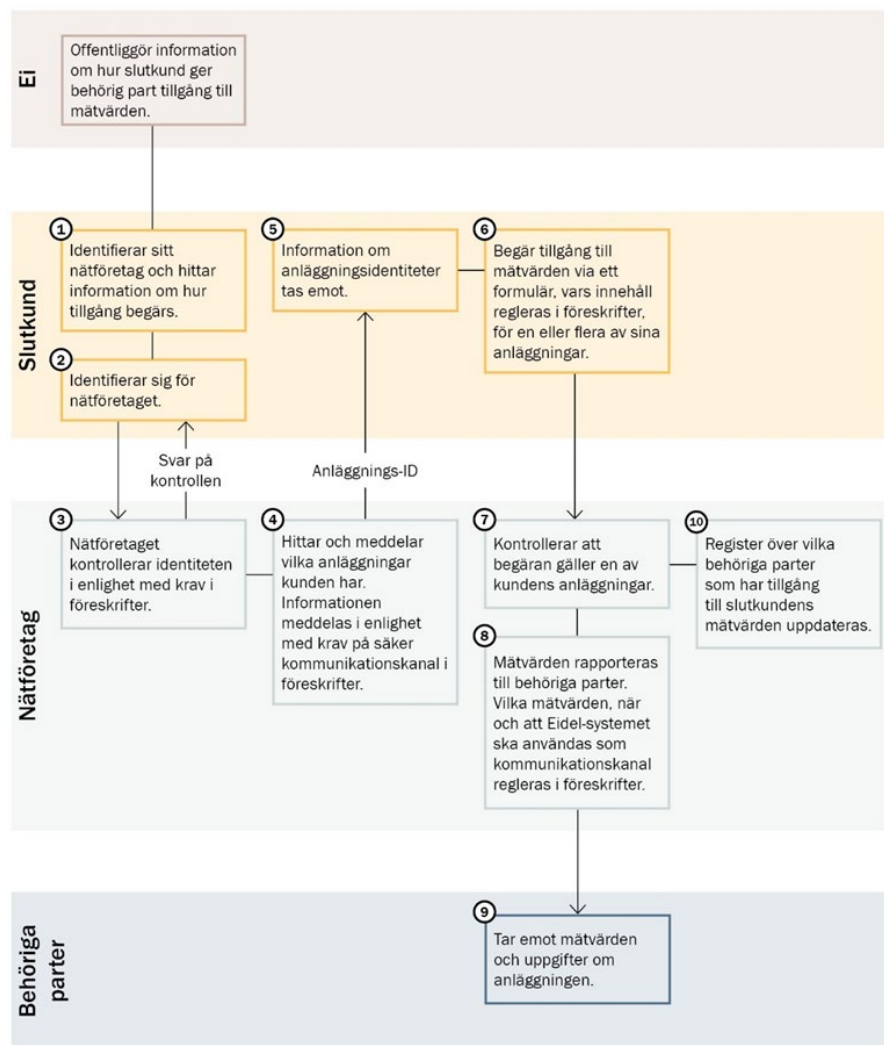 Ei
Offentliggör information
om hur slutkund ger
behörig part tillgång till
mätvärden.
Slutkund
1
Identifierar sitt
nätföretag och hittar
information om hur
tillgång begärs.
2
Identifierar sig för
nätföretaget.
5
Information om
anläggningsidentiteter
tas emot.
6
Begär tillgång till
mätvärden via ett
formulär, vars innehåll
regleras i föreskrifter,
för en eller flera av sina
anläggningar.
Svar på
kontrollen
Anläggnings-ID
Nätföretag
3
Nätföretaget
kontrollerar identiteten
i enlighet med krav i
föreskrifter.
4
Hittar och meddelar
vilka anläggningar
kunden har.
Informationen
meddelas i enlighet
med krav på säker
kommunikationskanal i
föreskrifter.
7
Kontrollerar att
begäran gäller en av
kundens anläggningar.
10
Register över vilka
behöriga parter
som har tillgång
till slutkundens
mätvärden uppdateras.
8
Mätvärden rapporteras
till behöriga parter.
Vilka mätvärden, när
och att Eidel-systemet
ska användas som
kommunikationskanal
regleras i föreskrifter.
Behöriga
parter
9
Tar emot mätvärden
och uppgifter om
anläggningen.